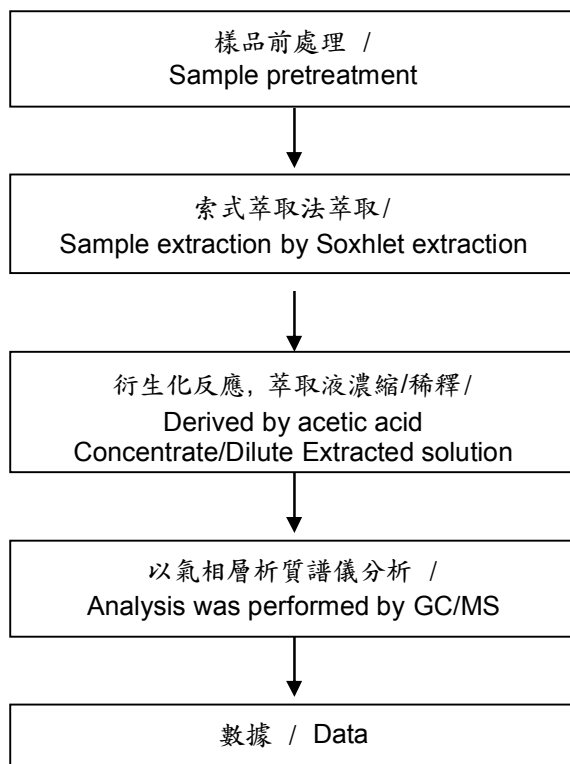 樣品前處理 /
Sample pretreatment
索式萃取法萃取/
Sample extraction by Soxhlet extraction
衍生化反應, 萃取液濃縮/稀釋/
Derived by acetic acid
Concentrate/Dilute Extracted solution
以氣相層析質譜儀分析 /
Analysis was performed by GC/MS
數據 / Data